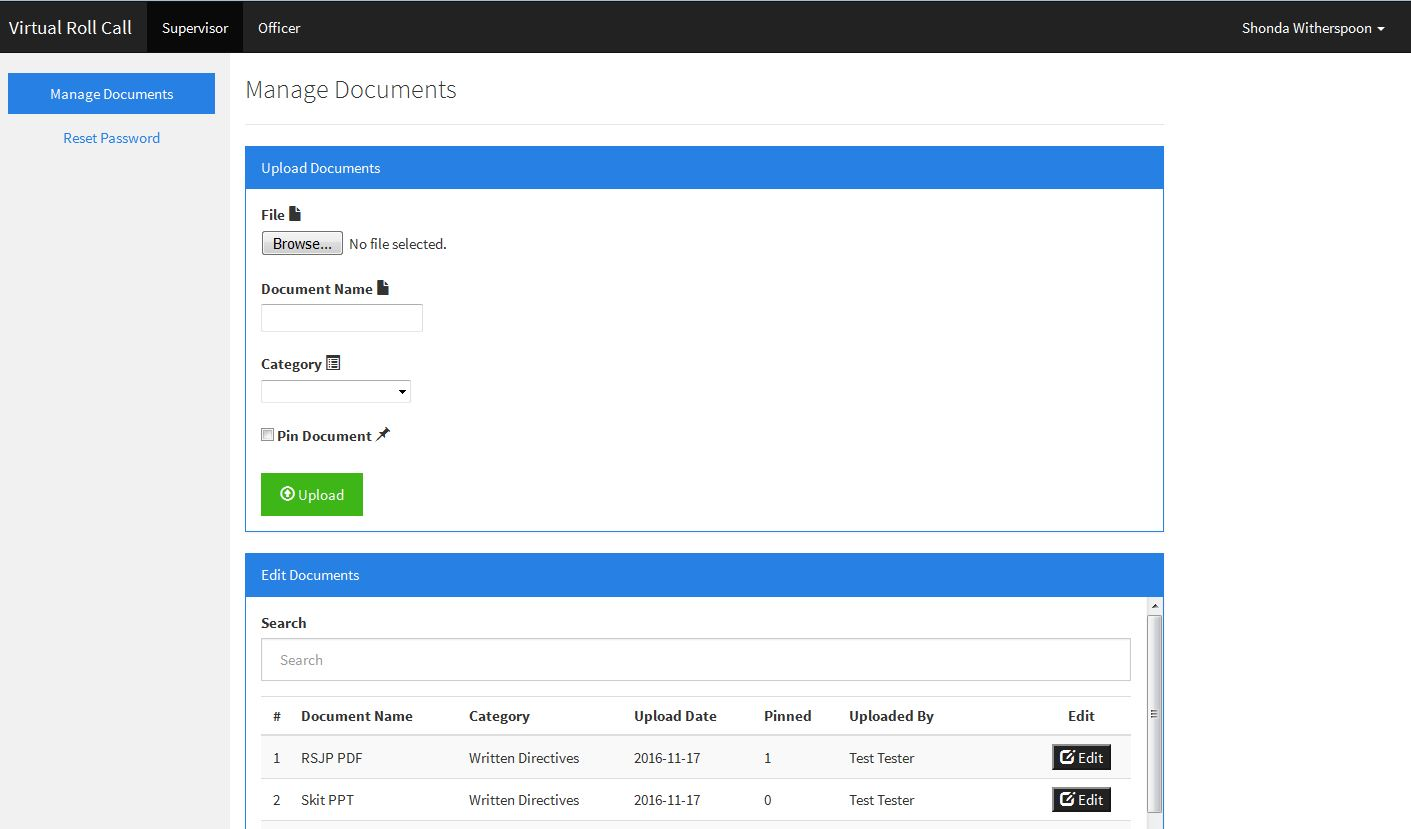 Virtual Roll Call Supervisor Officer Shonda Witherspoon
Manage Documents
Reset Password
Manage Documents
Upload Documents
File
Browse... No file selected.
Document Name
Category
Pin Document
Upload
Edit Documents
Search
Search
# Document Name Category Upload Date Pinned Uploaded By Edit
1 RSJP PDF Written Directives 2016-11-17 1 Test Tester Edit
2 Skit PPT Written Directives 2016-11-17 0 Test Tester Edit